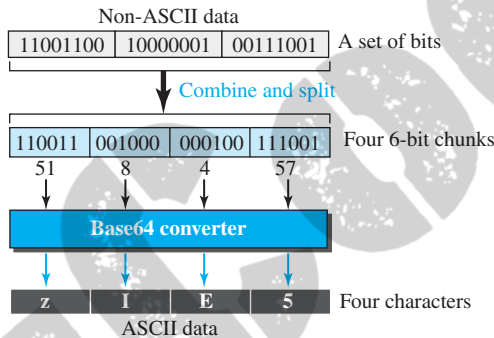 Non-ASCII data
11001100 10000001 00111001 A set of bits
Combine and split
110011 001000 000100 111001 Four 6-bit chunks
51 8 4 57
Base64 converter
z I E 5 Four characters
ASCII data